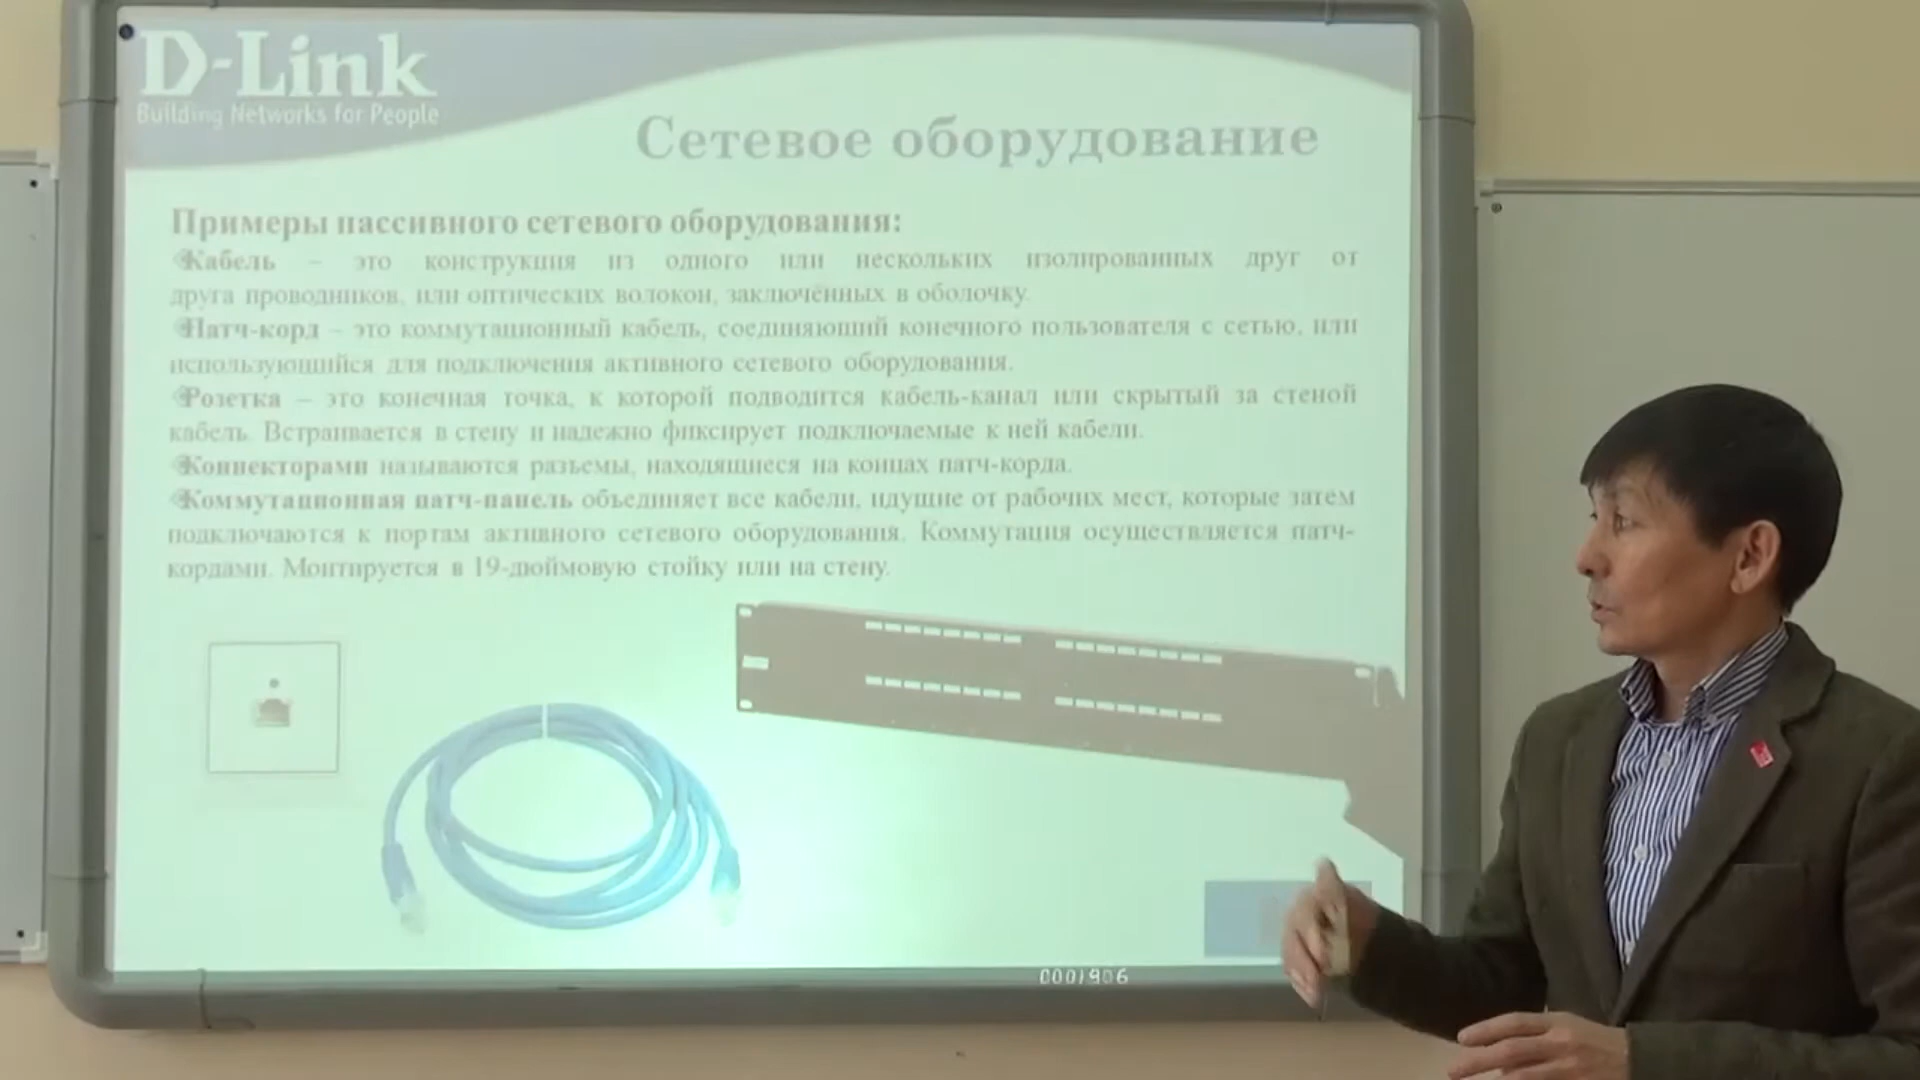 D-Link
Building Networks for People
Сетевое оборудование
Примеры пассивного сетевого оборудования:
Кабель – это конструкция из одного или нескольких изолированных друг от
друга проводников, или оптических волокон, заключённых в оболочку.
Патч-корд – это коммутационный кабель, соединяющий конечного пользователя с сетью, или
использующийся для подключения активного сетевого оборудования.
Розетка – это конечная точка, к которой подводится кабель-канал или скрытый за стеной
кабель. Встраивается в стену и надежно фиксирует подключаемые к ней кабели.
Коннекторами называются разъемы, находящиеся на концах патч-корда.
Коммутационная патч-панель объединяет все кабели, идущие от рабочих мест, которые затем
подключаются к портам активного сетевого оборудования. Коммутация осуществляется патч-
кордами. Монтируется в 19-дюймовую стойку или на стену.
0001906